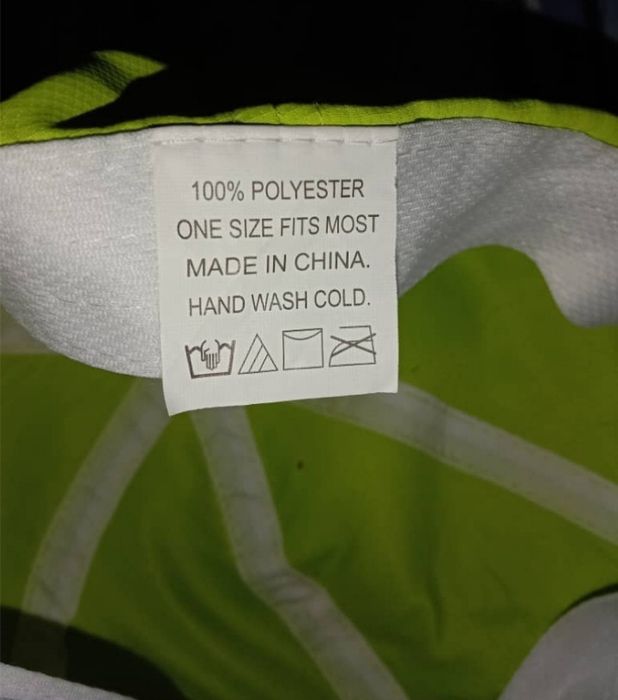 100% POLYESTER
ONE SIZE FITS MOST
MADE IN CHINA.
HAND WASH COLD.